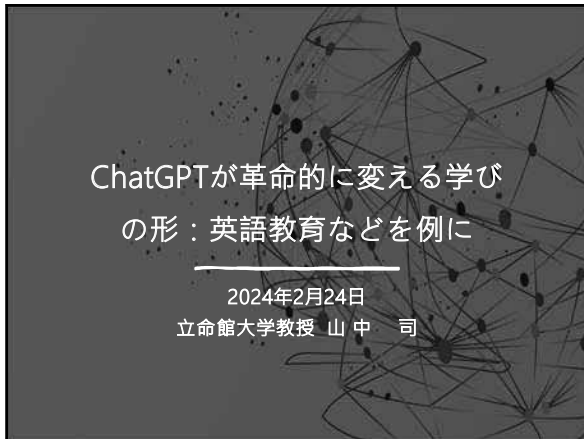 ChatGPTが革命的に変える学び
の形：英語教育などを例に
2024年2月24日
立命館大学教授 山 中　司